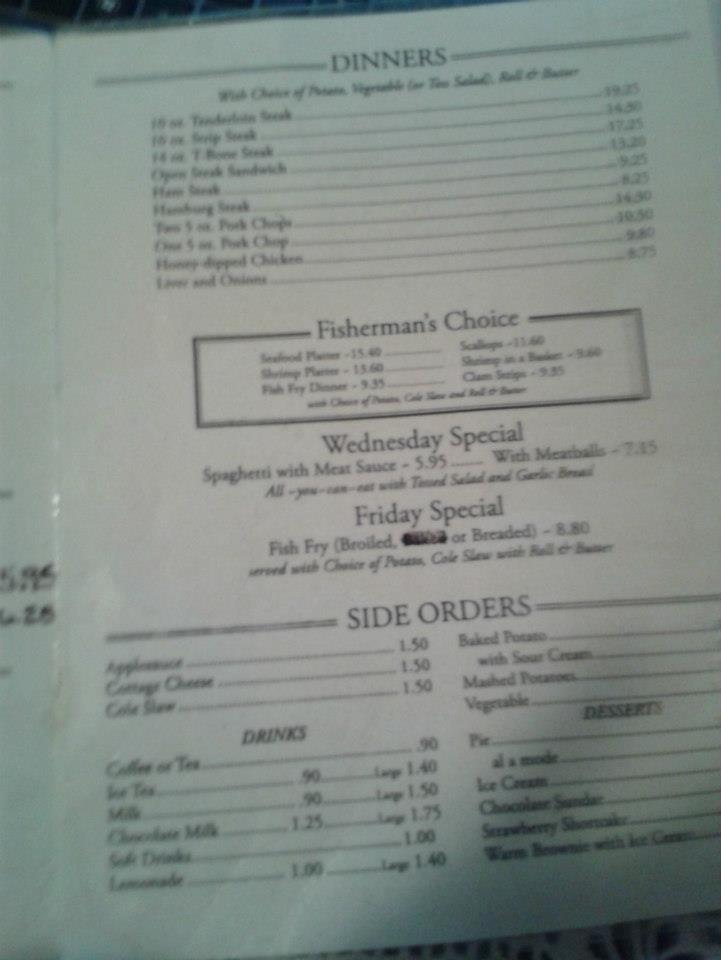 DINNERS
With Choice of Potato, Vegetable (or Toss Salad), Roll & Butter
10 oz. Tenderloin Steak 19.25
16 oz. Strip Steak 14.50
14 oz. T-Bone Steak 17.25
Open Steak Sandwich 13.20
Ham Steak 9.25
Hamburg Steak 8.25
Two 5 oz. Pork Chops 14.50
One 5 oz. Pork Chop 10.50
Honey-dipped Chicken 9.80
Liver and Onions 8.75
Fisherman's Choice
Seafood Platter - 15.40 Scallops - 11.60
Shrimp Platter - 13.60 Shrimp in a Basket - 9.60
Fish Fry Dinner - 9.35 Clam Strips - 9.35
with Choice of Potato, Cole Slaw and Roll & Butter
Wednesday Special
Spaghetti with Meat Sauce - 5.95 With Meatballs - 7.15
All -you-can-eat with Tossed Salad and Garlic Bread
Friday Special
Fish Fry (Broiled, or Breaded) - 8.80
served with Choice of Potato, Cole Slaw with Roll & Butter
SIDE ORDERS
Applesauce 1.50
Cottage Cheese 1.50
Cole Slaw 1.50
Baked Potato
with Sour Cream
Mashed Potatoes
Vegetable
DRINKS
Coffee or Tea .90
Ice Tea .90 Large 1.40
Milk .90 Large 1.50
Chocolate Milk 1.25 Large 1.75
Soft Drinks 1.00
Lemonade 1.00 Large 1.40
DESSERTS
Pie
al a mode
Ice Cream
Chocolate Sundae
Strawberry Shortcake
Warm Brownie with Ice Cream